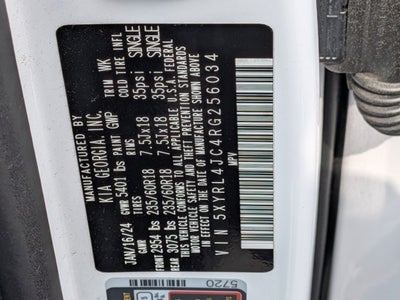 MANUFACTURED BY
KIA GEORGIA, INC.
JAN/16/24 GVWR 5401 lbs PAINT GWP TRIM WK
GAWR TIRES RIMS COLD TIRE INFL
FRONT 2954 lbs 235/60R18 7.5Jx18 35psi SINGLE
REAR 3075 lbs 235/60R18 7.5Jx18 35psi SINGLE
THIS VEHICLE CONFORMS TO ALL APPLICABLE U.S.A. FEDERAL
MOTOR VEHICLE SAFETY AND THEFT PREVENTION STANDARDS
IN EFFECT ON THE DATE OF MANUFACTURE SHOWN ABOVE
VIN 5XYRL4JC4RG256034
MPV
5720